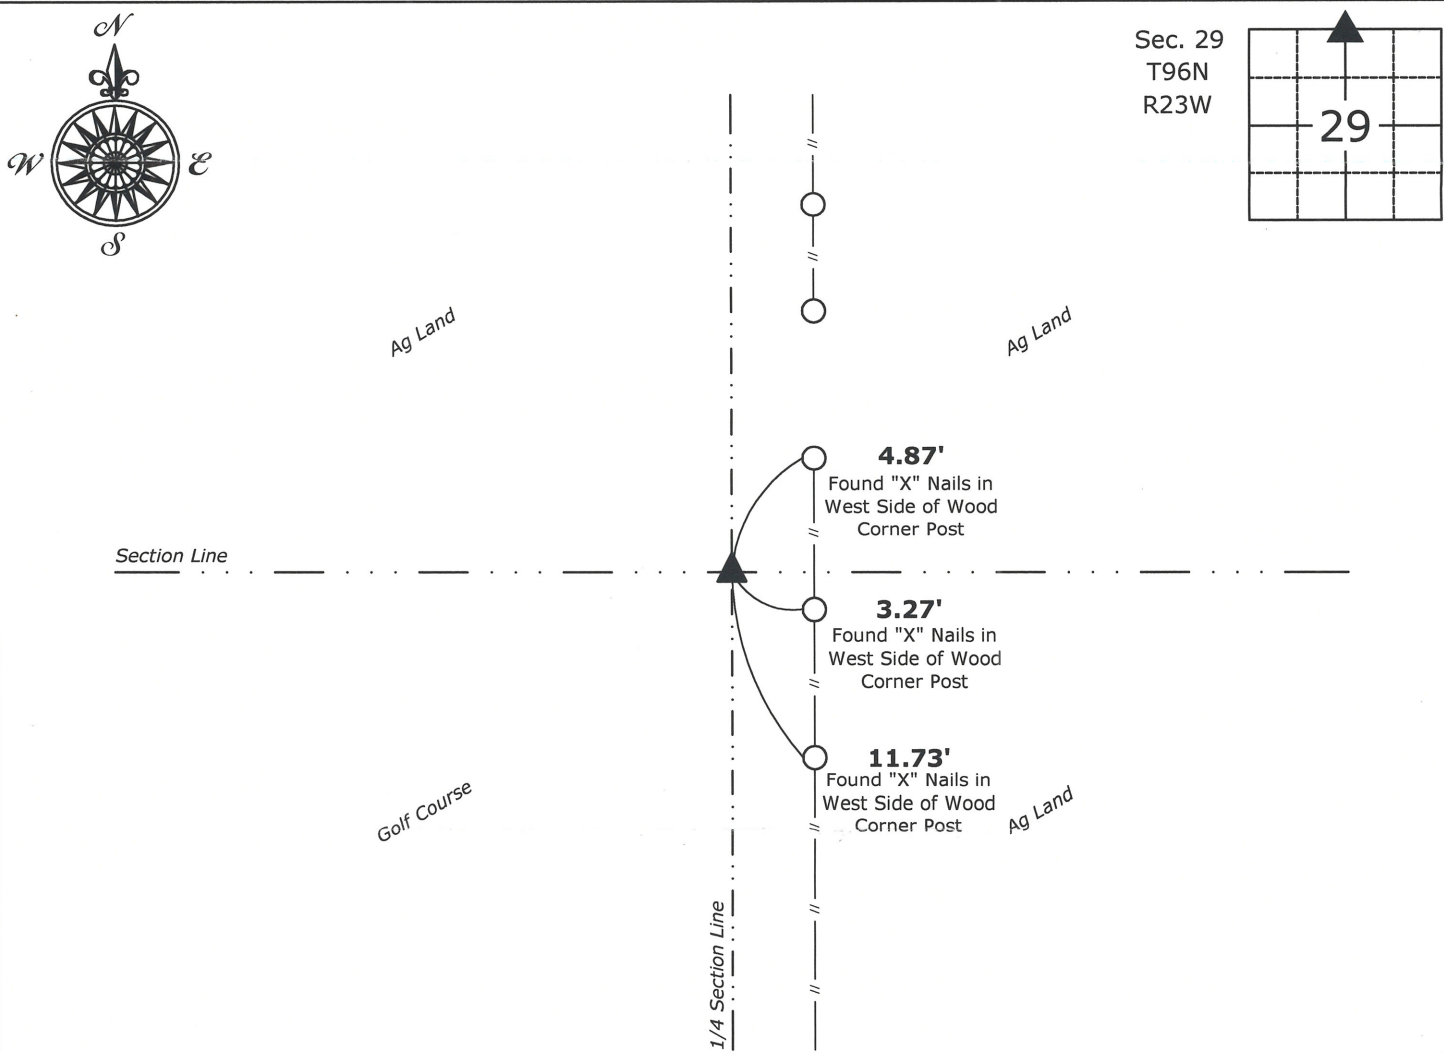 N
W
E
S
Sec. 29
T96N
R23W
29
Ag Land
Ag Land
4.87'
Found "X" Nails in
West Side of Wood
Corner Post
Section Line
3.27'
Found "X" Nails in
West Side of Wood
Corner Post
11.73'
Found "X" Nails in
West Side of Wood
Corner Post
Golf Course
Ag Land
1/4 Section Line